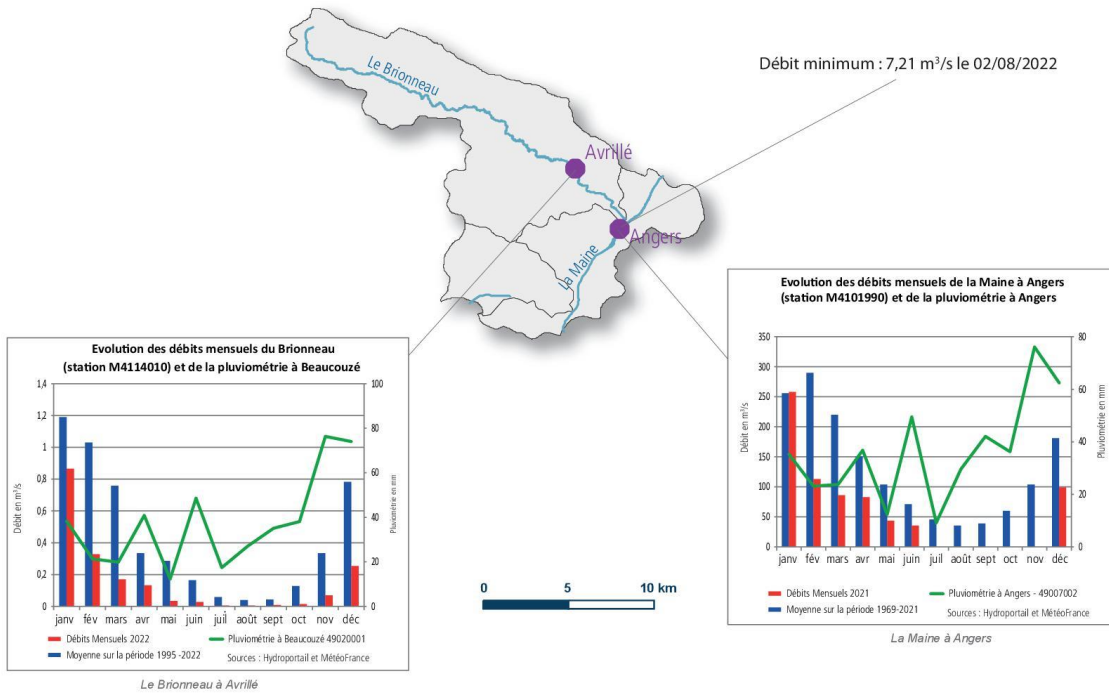 Le Brionneau
Débit minimum : 7,21 m³/s le 02/08/2022
Avrillé
Angers
La Maine
Evolution des débits mensuels de la Maine à Angers
(station M4101990) et de la pluviométrie à Angers
350
300
250
200
150
100
50
0
Débit en m³/s
80
60
40
20
0
Pluviométrie en mm
janv fév mars avr mai juin juil août sept oct nov déc
Débits Mensuels 2021
Pluviométrie à Angers - 49007002
Moyenne sur la période 1969-2021
Sources : Hydroportail et MétéoFrance
La Maine à Angers
Evolution des débits mensuels du Brionneau
(station M4114010) et de la pluviométrie à Beaucouzé
1,4
1,2
1
0,8
0,6
0,4
0,2
0
Débit en m³/s
100
80
60
40
20
0
Pluviométrie en mm
janv fév mars avr mai juin juil août sept oct nov déc
Débits Mensuels 2022
Pluviométrie à Beaucouzé 49020001
Moyenne sur la période 1995 -2022
Sources : Hydroportail et MétéoFrance
Le Brionneau à Avrillé
0 5 10 km